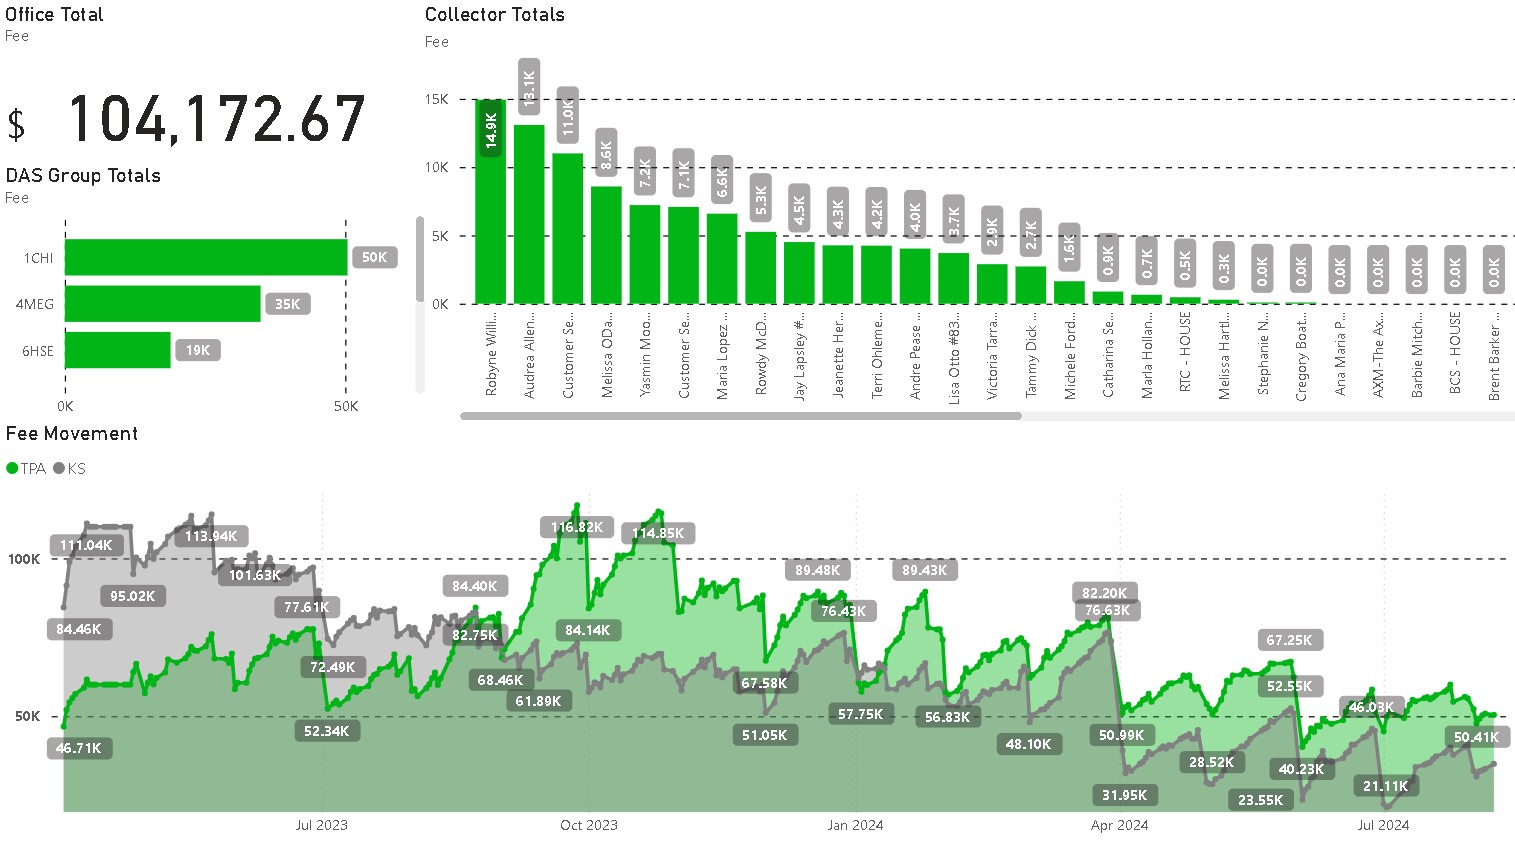 Office Total
Fee
$ 104,172.67
DAS Group Totals
Fee
1CHI 50K
4MEG 35K
6HSE 19K
0K 50K
Collector Totals
Fee
15K
10K
5K
0K
14.9K
13.1K
11.0K
8.6K
7.2K
7.1K
6.6K
5.3K
4.5K
4.3K
4.2K
4.0K
3.7K
2.9K
2.7K
1.6K
0.9K
0.7K
0.5K
0.3K
0.0K
0.0K
0.0K
0.0K
0.0K
0.0K
0.0K
Robyne Willi...
Audrea Allen...
Customer Se...
Melissa ODa...
Yasmin Moo...
Customer Se...
Maria Lopez ...
Rowdy McD...
Jay Lapsley #...
Jeanette Her...
Terri Ohleme...
Andre Pease ...
Lisa Otto #83...
Victoria Tarra...
Tammy Dick ...
Michele Ford...
Catharina Se...
Marla Hollan...
RTC - HOUSE
Melissa Hartl...
Stephanie N...
Cregory Boat...
Ana Maria P...
AXM-The Ax...
Barbie Mitch...
BCS - HOUSE
Brent Barker ...
Fee Movement
TPA KS
100K
50K
111.04K
84.46K
46.71K
95.02K
113.94K
101.63K
77.61K
72.49K
52.34K
84.40K
82.75K
68.46K
61.89K
116.82K
84.14K
114.85K
67.58K
51.05K
89.48K
76.43K
57.75K
89.43K
56.83K
48.10K
82.20K
76.63K
50.99K
31.95K
28.52K
23.55K
67.25K
52.55K
40.23K
46.03K
21.11K
50.41K
Jul 2023 Oct 2023 Jan 2024 Apr 2024 Jul 2024